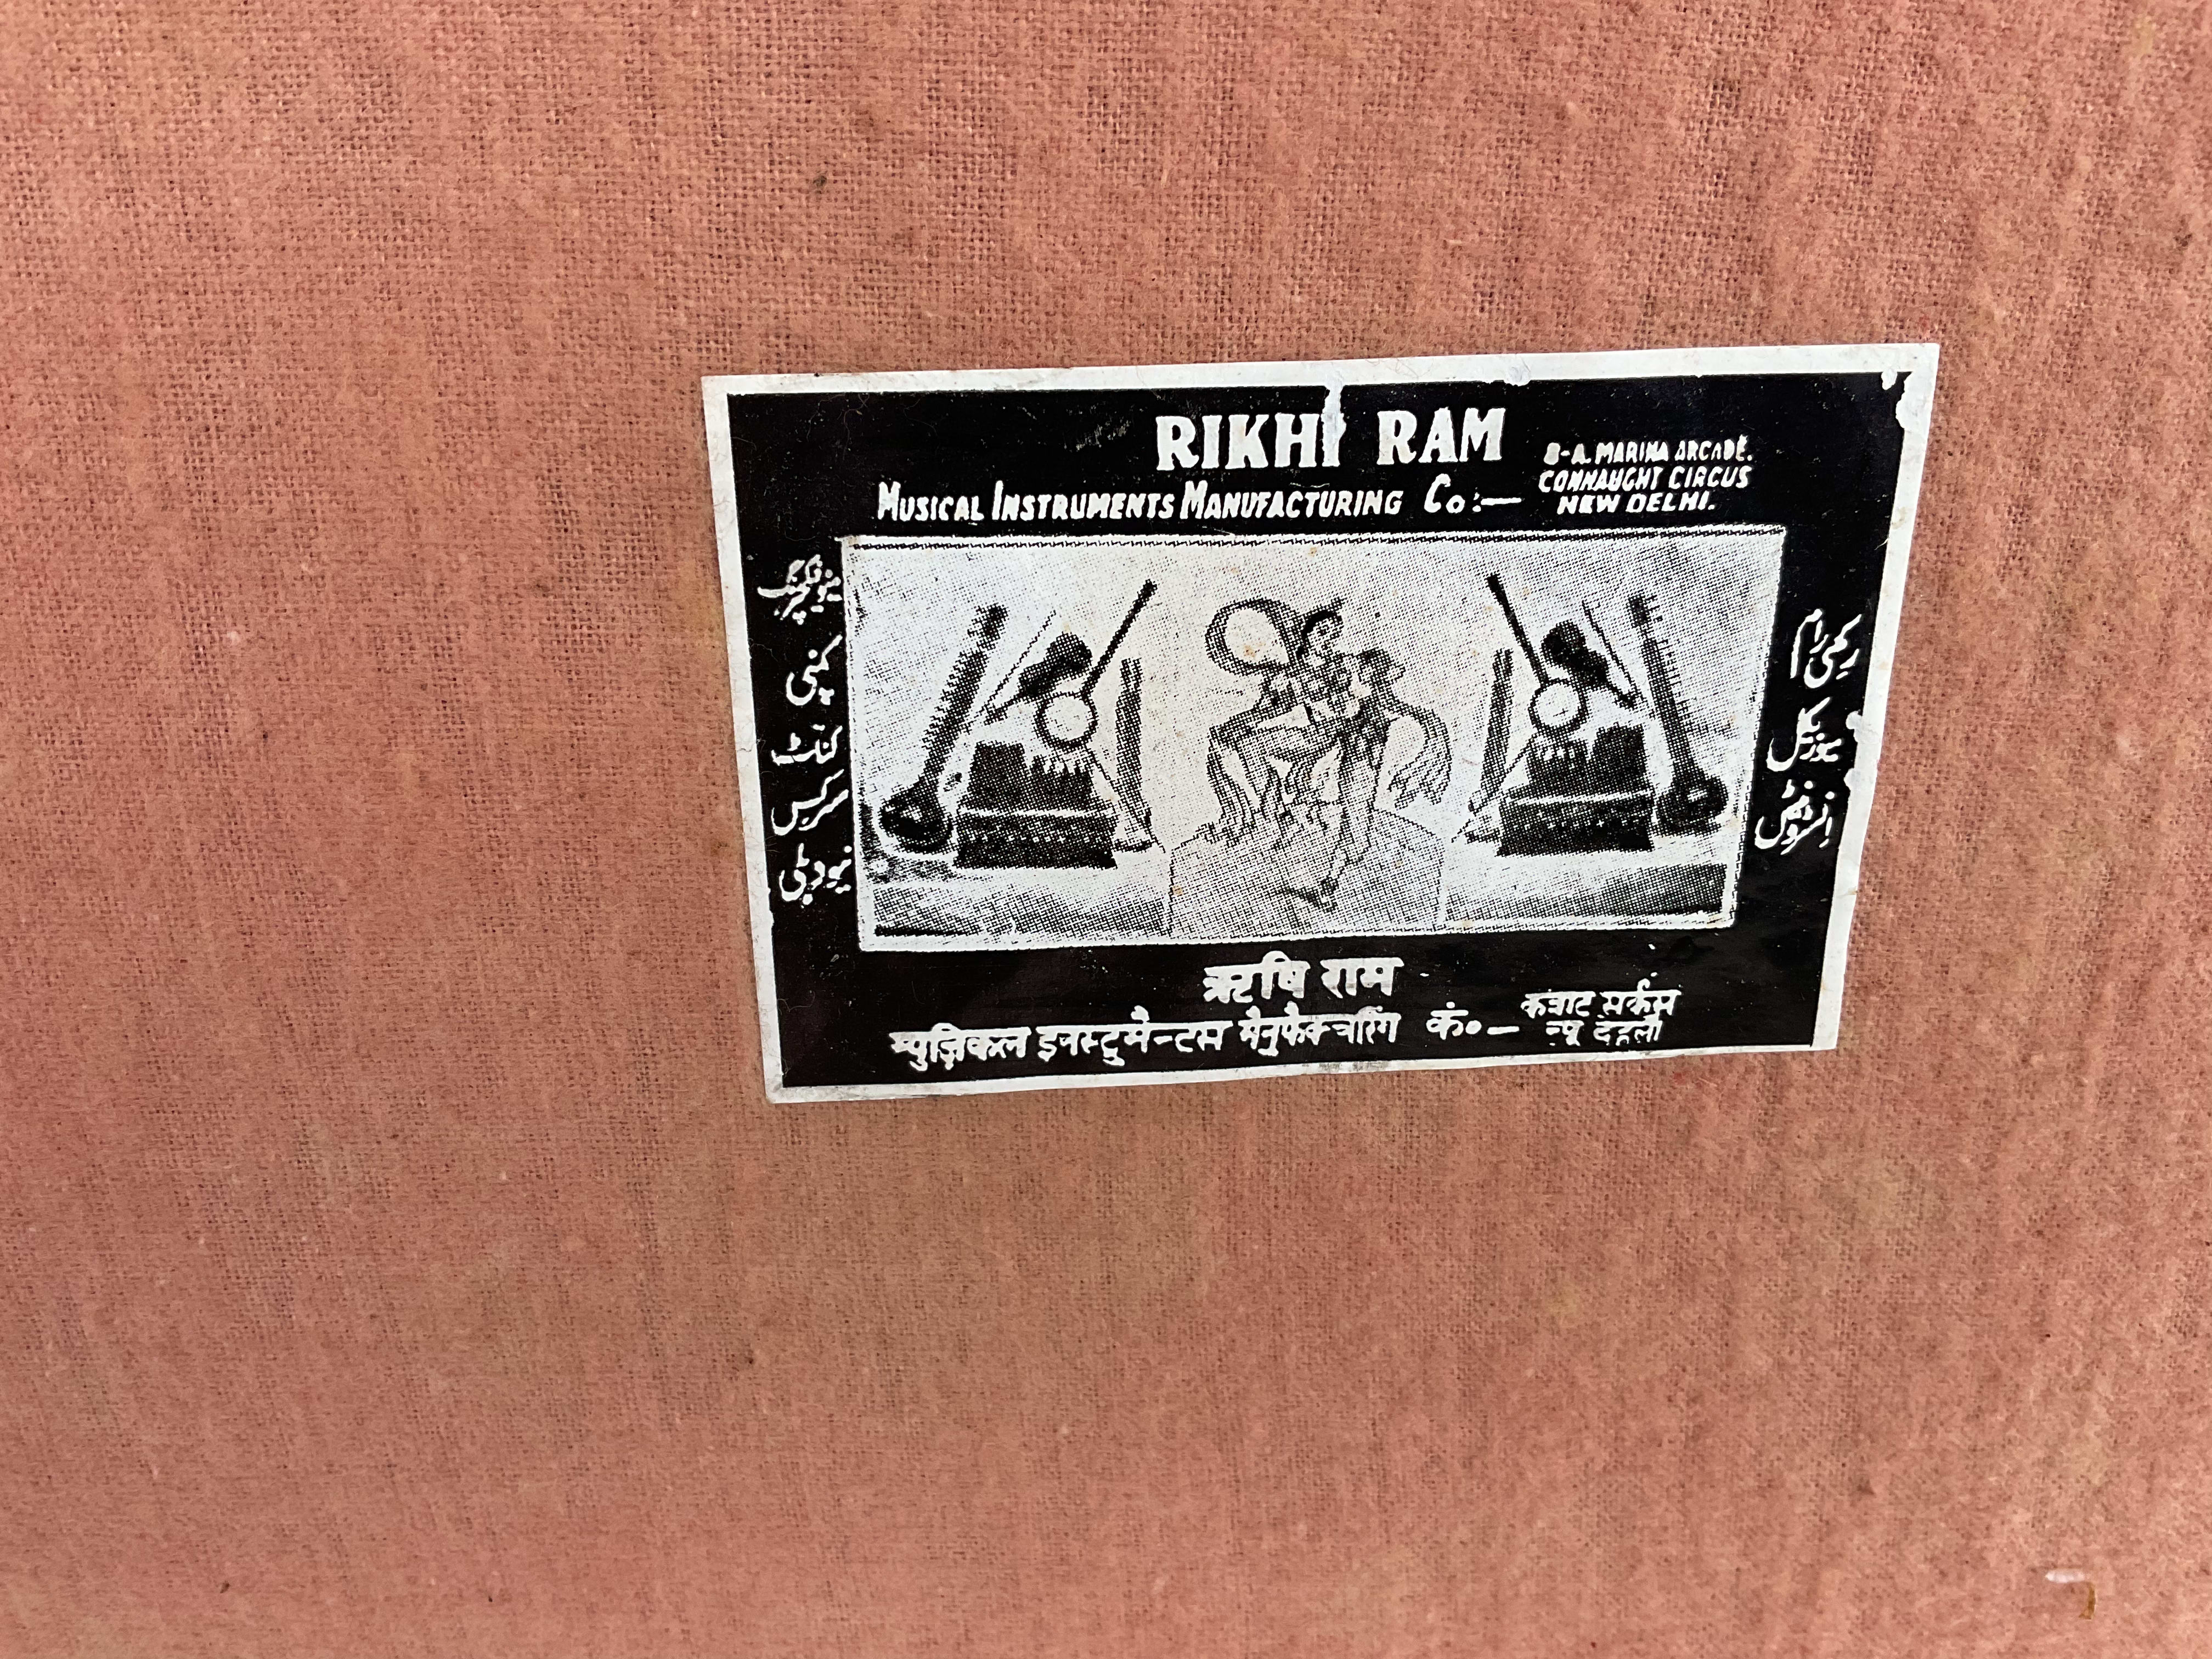 RIKHI RAM
MUSICAL INSTRUMENTS MANUFACTURING Co:—
8-A. MARINA ARCADE.
CONNAUGHT CIRCUS
NEW DELHI.
رکھی رام
میوزیکل
انسٹرومنٹس
مینوفیکچرنگ
کمپنی
کناٹ
سرکس
نیو دہلی
ऋषि राम
म्युज़िकल इनस्ट्रुमैन्टस मैनुफैक्चरिंग कं०—
कनाट सर्कस
न्यू देहली